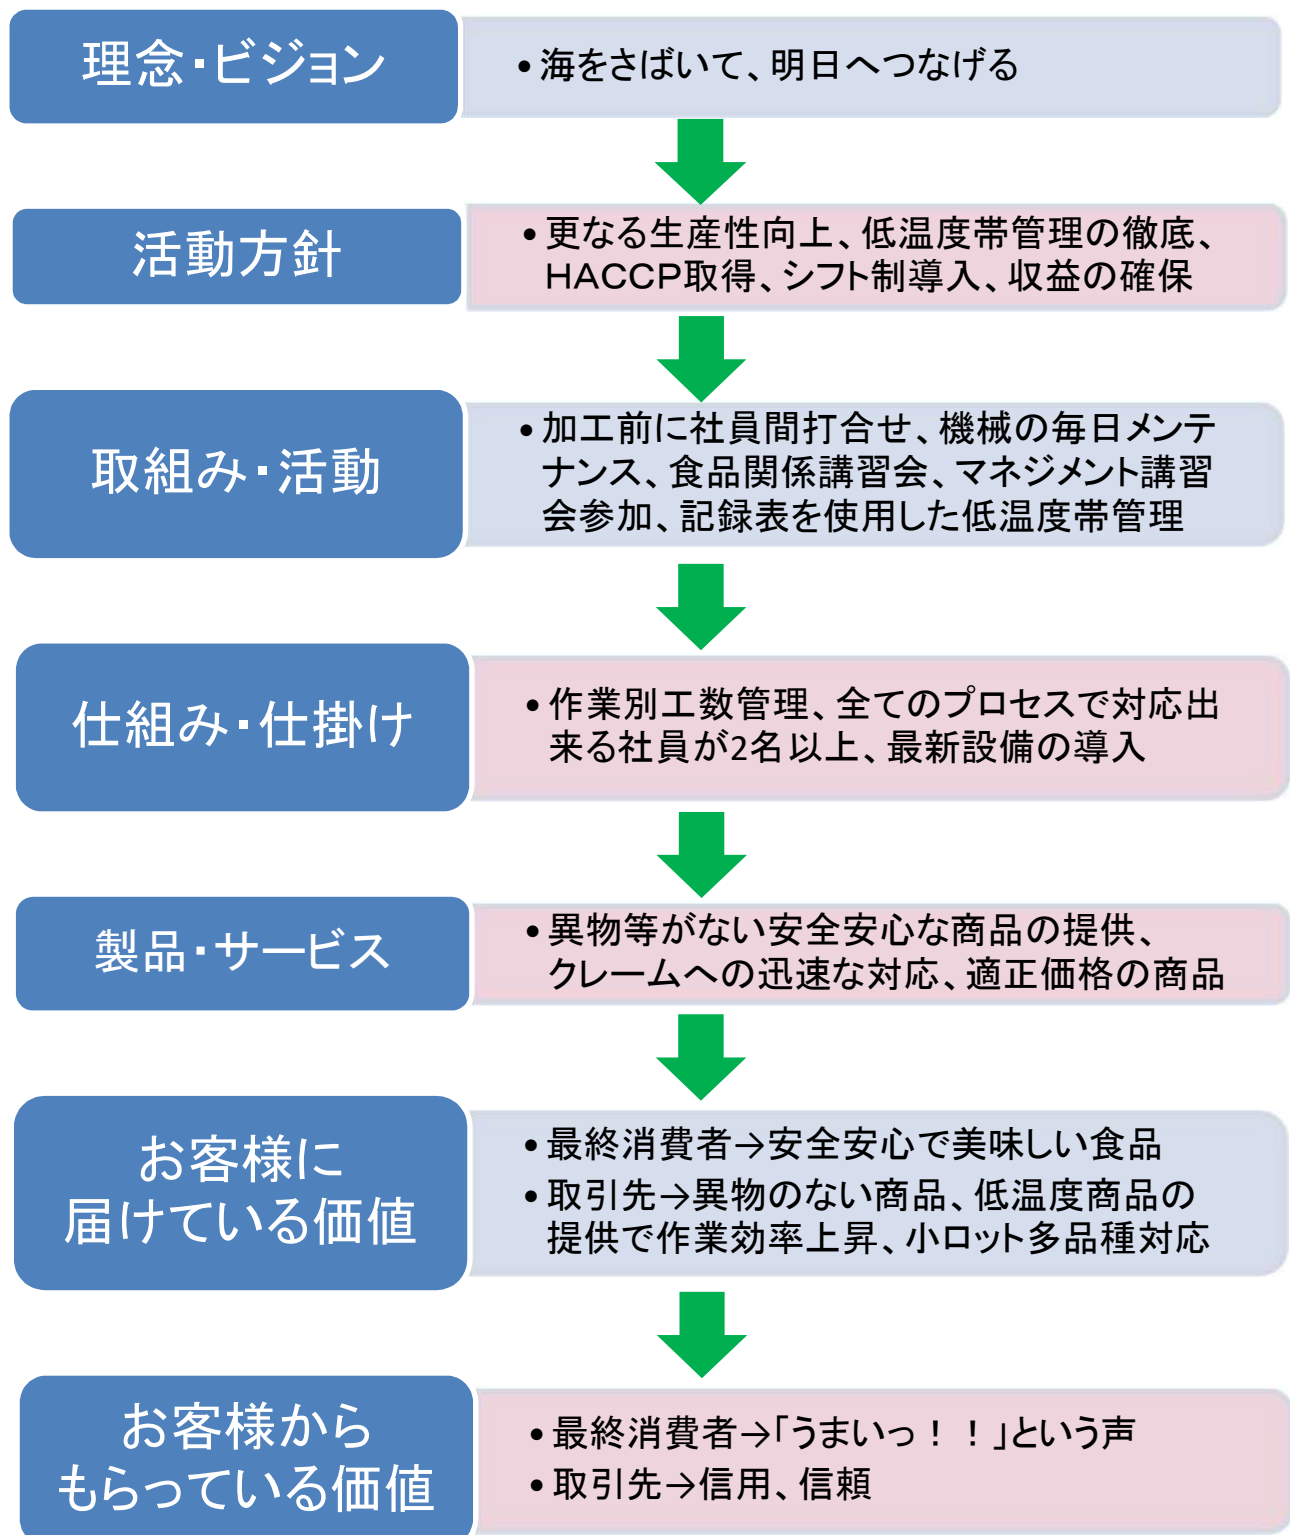 理念・ビジョン
• 海をさばいて、明日へつなげる
活動方針
• 更なる生産性向上、低温度帯管理の徹底、
HACCP取得、シフト制導入、収益の確保
取組み・活動
• 加工前に社員間打合せ、機械の毎日メンテ
ナンス、食品関係講習会、マネジメント講習
会参加、記録表を使用した低温度帯管理
仕組み・仕掛け
• 作業別工数管理、全てのプロセスで対応出
来る社員が2名以上、最新設備の導入
製品・サービス
• 異物等がない安全安心な商品の提供、
クレームへの迅速な対応、適正価格の商品
お客様に
届けている価値
• 最終消費者→安全安心で美味しい食品
• 取引先→異物のない商品、低温度商品の
提供で作業効率上昇、小ロット多品種対応
お客様から
もらっている価値
• 最終消費者→「うまいっ！！」という声
• 取引先→信用、信頼